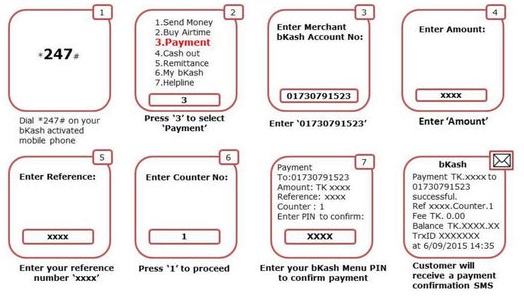 1
*247#
Dial *247# on your
bKash activated
mobile phone
2
1.Send Money
2.Buy Airtime
3.Payment
4.Cash out
5.Remittance
6.My bKash
7.Helpline
3
Press ‘3’ to select
‘Payment’
3
Enter Merchant
bKash Account No:
01730791523
Enter ‘01730791523’
4
Enter Amount:
xxxx
Enter ‘Amount’
5
Enter Reference:
xxxx
Enter your reference
number ‘xxxx’
6
Enter Counter No:
1
Press ‘1’ to proceed
7
Payment
To:01730791523
Amount: TK xxxx
Reference: xxxx
Counter : 1
Enter PIN to confirm:
XXXX
Enter your bKash Menu PIN
to confirm payment
bKash
Payment TK.xxxx to
01730791523
successful.
Ref xxxx.Counter.1
Fee TK. 0.00
Balance TK.XXXX.XX
TrxID XXXXXXX
at 6/09/2015 14:35
Customer will
receive a payment
confirmation SMS